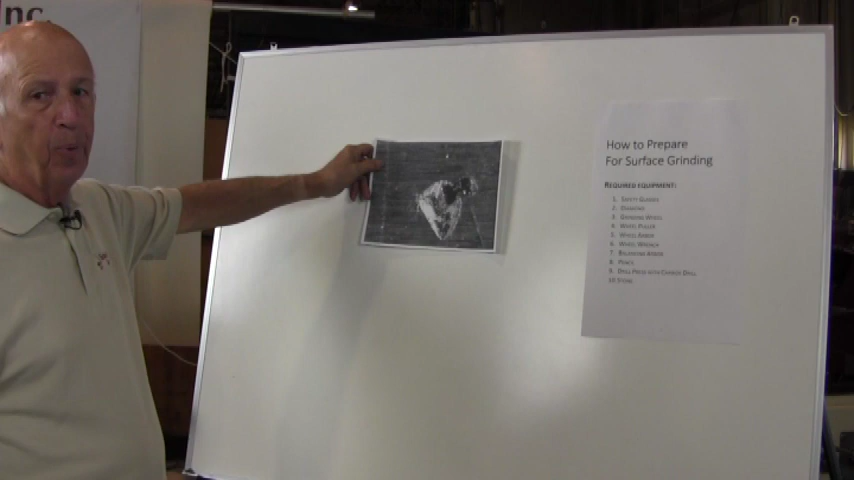 Inc
How to Prepare
For Surface Grinding
REQUIRED EQUIPMENT:
1. SAFETY GLASSES
2. DIAMOND
3. GRINDING WHEEL
4. WHEEL PULLER
5. WHEEL ARBOR
6. WHEEL WRENCH
7. BALANCING ARBOR
8. PUNCH
9. DRILL PRESS WITH CHUCK DRILL
10 STONE